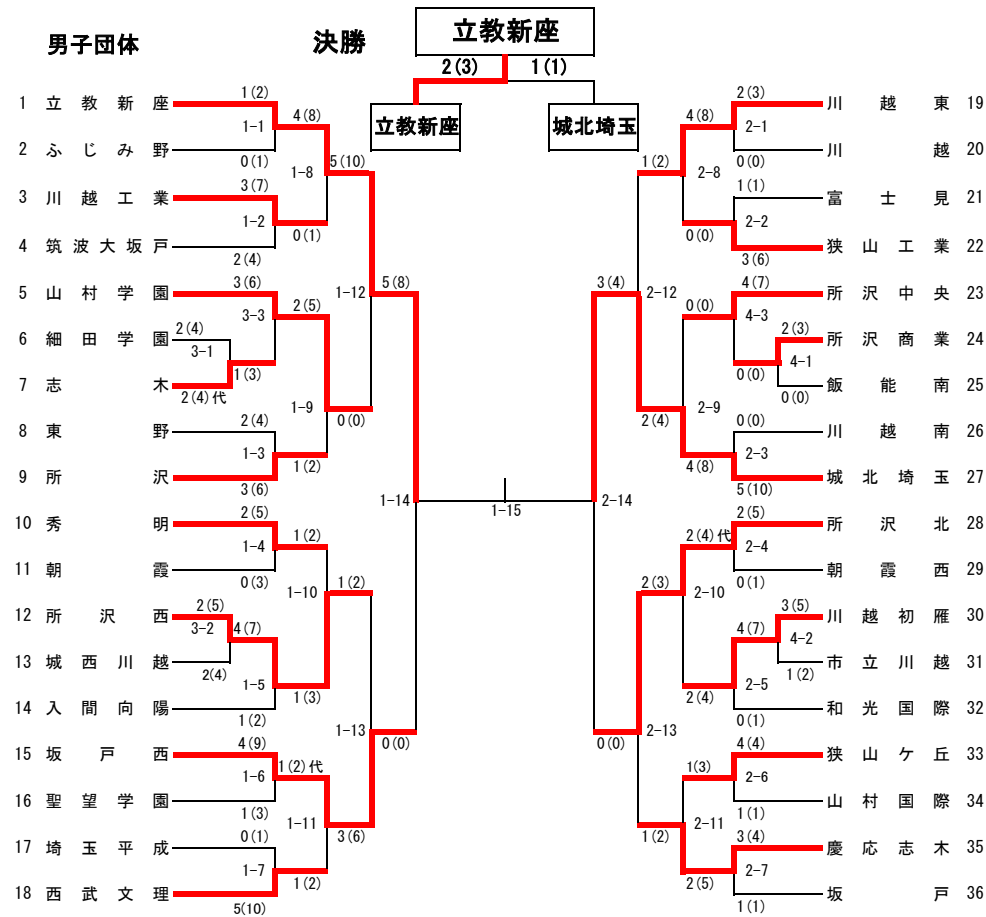 立教新座
男子団体
決勝
2(3)
1(1)
立教新座
城北埼玉
1 立教新座
1(2)
1-1
2 ふじみ野
0(1)
4(8)
1-8
3 川越工業
3(7)
1-2
4 筑波大坂戸
2(4)
0(1)
5(10)
1-12
5 山村学園
3(6)
3-3
6 細田学園
2(4)
3-1
7 志木
2(4)代
1(3)
2(5)
1-9
8 東野
2(4)
1-3
9 所沢
3(6)
1(2)
0(0)
5(8)
1-14
10 秀明
2(5)
1-4
11 朝霞
0(3)
1(2)
1-10
12 所沢西
2(5)
3-2
13 城西川越
2(4)
4(7)
1-5
14 入間向陽
1(2)
1(3)
1(2)
1-13
15 坂戸西
4(9)
1-6
16 聖望学園
1(3)
1(2)代
1-11
17 埼玉平成
0(1)
1-7
18 西武文理
5(10)
1(2)
3(6)
0(0)
1-15
川越東 19
2(3)
2-1
川越 20
0(0)
4(8)
2-8
富士見 21
1(1)
2-2
狭山工業 22
3(6)
0(0)
1(2)
2-12
所沢中央 23
4(7)
4-3
所沢商業 24
2(3)
4-1
飯能南 25
0(0)
0(0)
0(0)
2-9
川越南 26
0(0)
2-3
城北埼玉 27
5(10)
4(8)
2(4)
3(4)
2-14
所沢北 28
2(5)
2-4
朝霞西 29
0(1)
2(4)代
2-10
川越初雁 30
3(5)
4-2
市立川越 31
1(2)
4(7)
2-5
和光国際 32
0(1)
2(4)
2(3)
2-13
狭山ケ丘 33
4(4)
2-6
山村国際 34
1(1)
1(3)
2-11
慶応志木 35
3(4)
2-7
坂戸 36
1(1)
2(5)
1(2)
0(0)